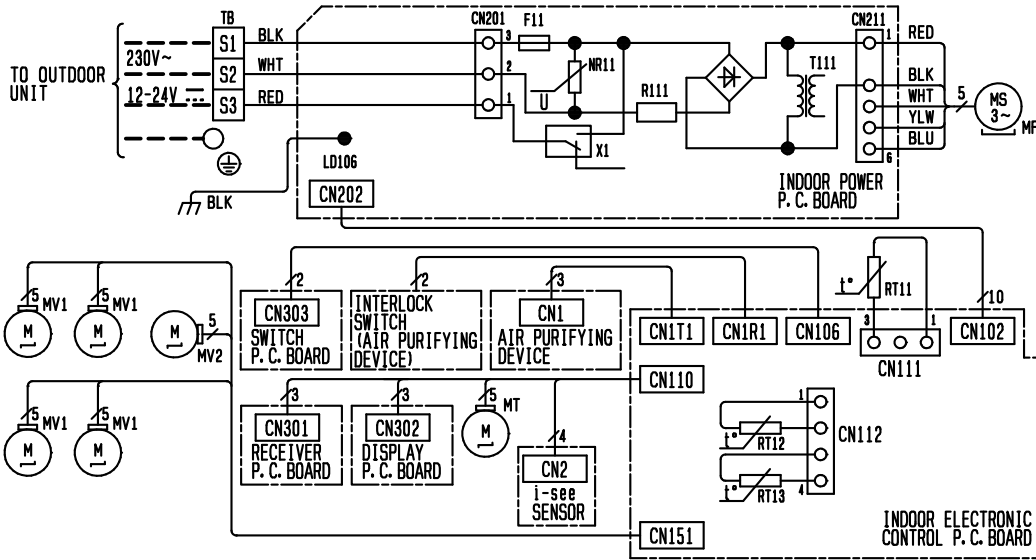 TB
CN201
F11
CN211
TO OUTDOOR
UNIT
230V~
12-24V
S1
S2
S3
BLK
WHT
RED
3
2
1
NR11
U
R111
X1
T111
1
6
RED
BLK
WHT
YLW
BLU
5
MS
3~
MF
LD106
BLK
CN202
INDOOR POWER
P.C.BOARD
5
MV1
M
5
MV1
M
5
MV2
M
5
MV1
M
5
MV1
M
2
CN303
SWITCH
P.C.BOARD
2
INTERLOCK
SWITCH
(AIR PURIFYING
DEVICE)
3
CN1
AIR PURIFYING
DEVICE
CN1T1
CN1R1
CN106
t°
RT11
3
1
CN111
10
CN102
CN110
3
CN301
RECEIVER
P.C.BOARD
3
CN302
DISPLAY
P.C.BOARD
5
MT
M
4
CN2
i-see
SENSOR
1
t°
RT12
CN112
t°
RT13
4
CN151
INDOOR ELECTRONIC
CONTROL P.C.BOARD